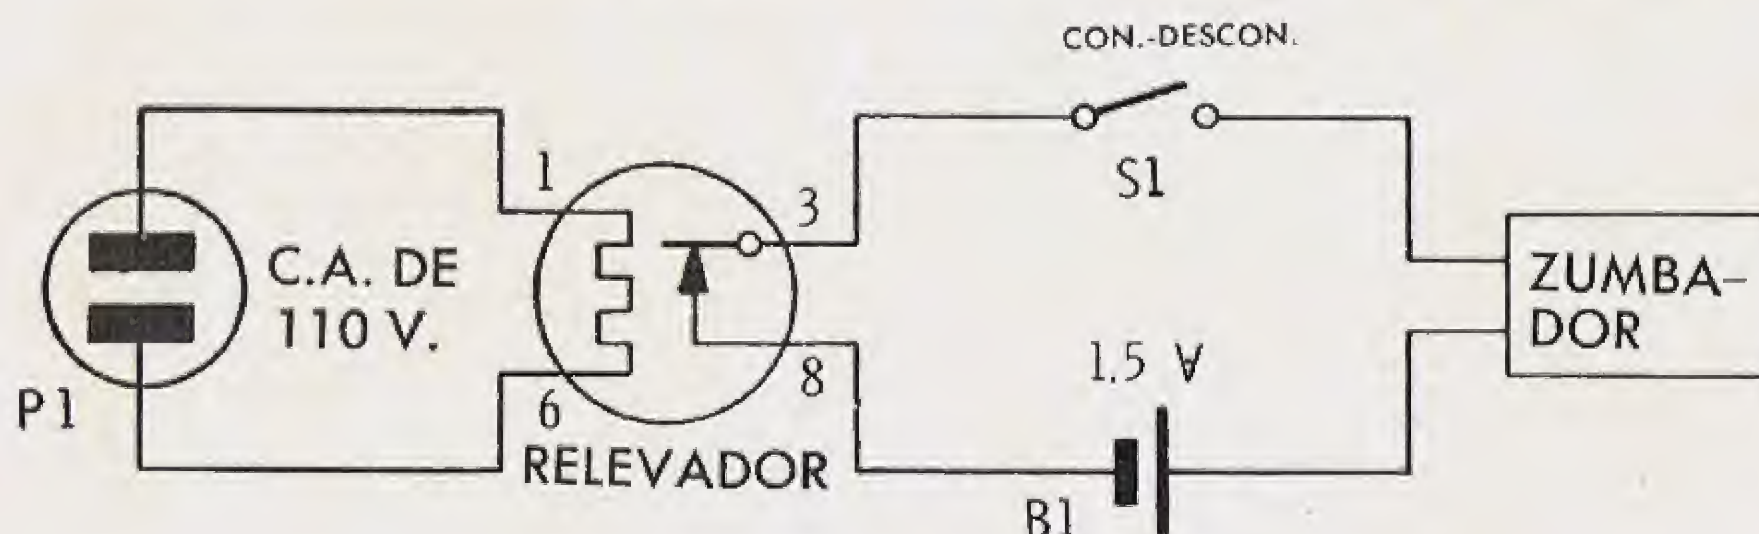 CON.-DESCON.
S1
1
3
C.A. DE
110 V.
ZUMBA-
DOR
1.5 V
P1
6
8
RELEVADOR
B1